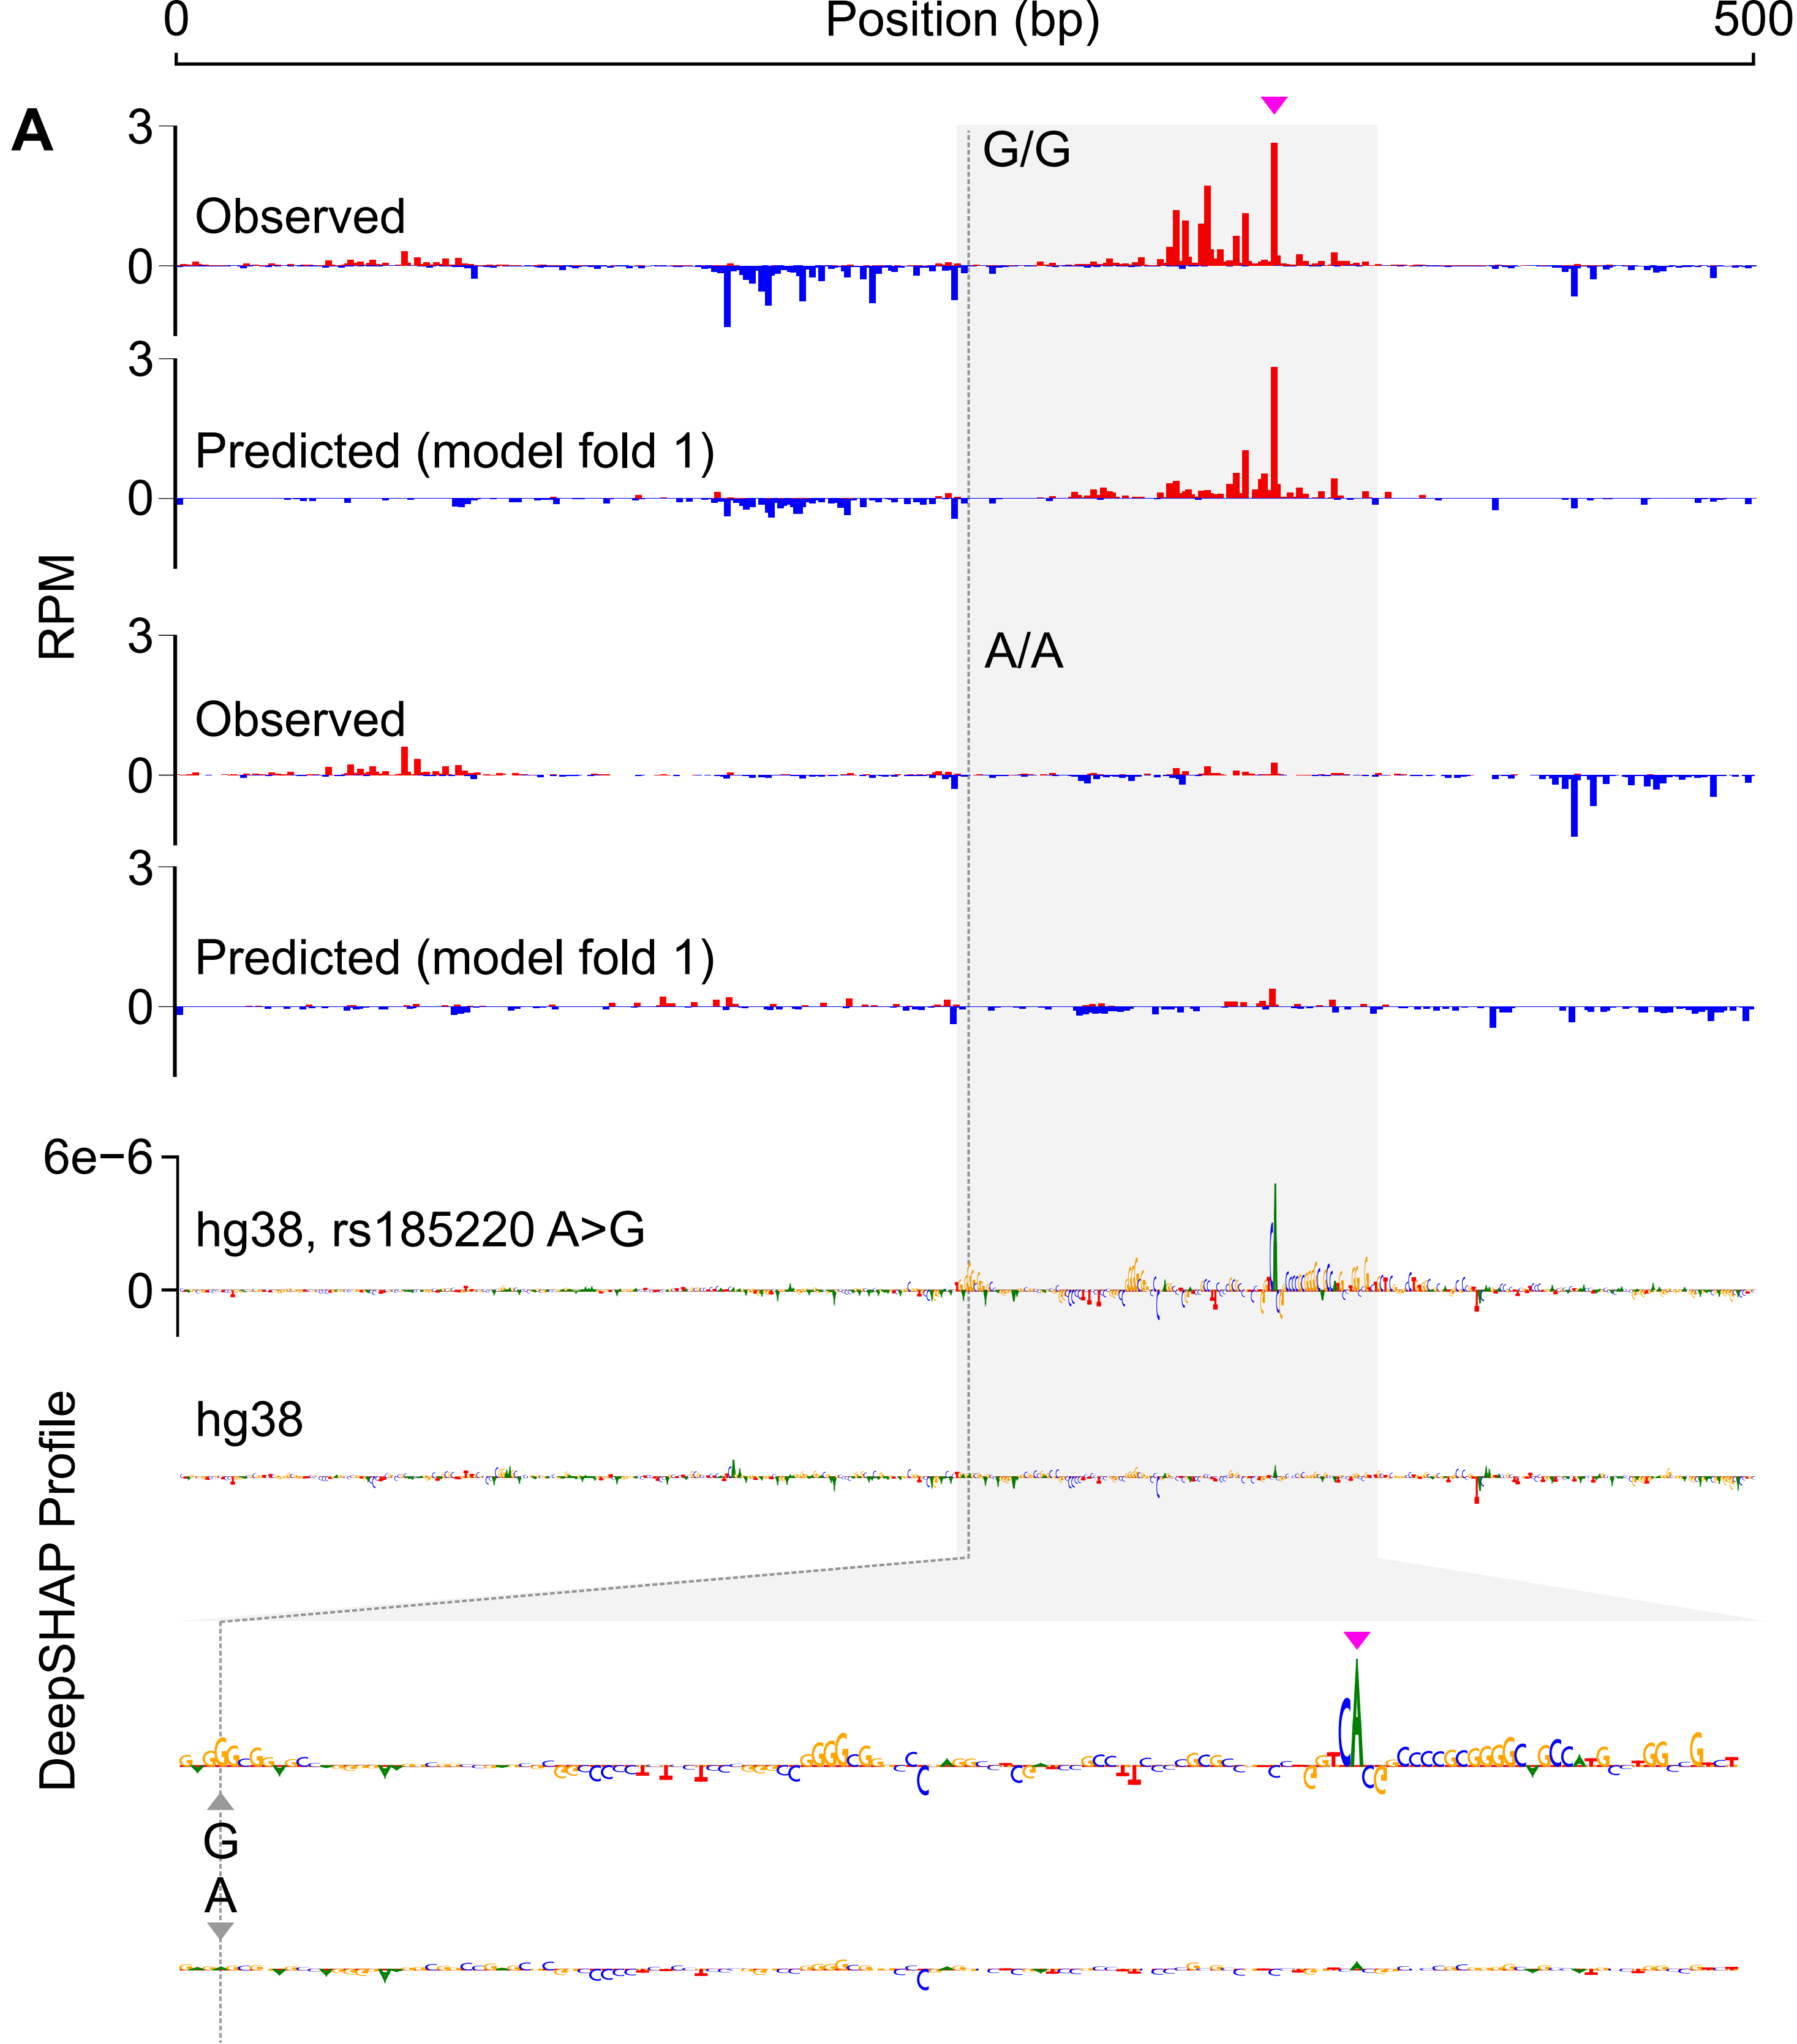 0 Position (bp) 500
A
3
G/G
Observed
0
3
Predicted (model fold 1)
0
RPM
3
A/A
Observed
0
3
Predicted (model fold 1)
0
6e−6
hg38, rs185220 A>G
0
hg38
DeepSHAP Profile
G
A